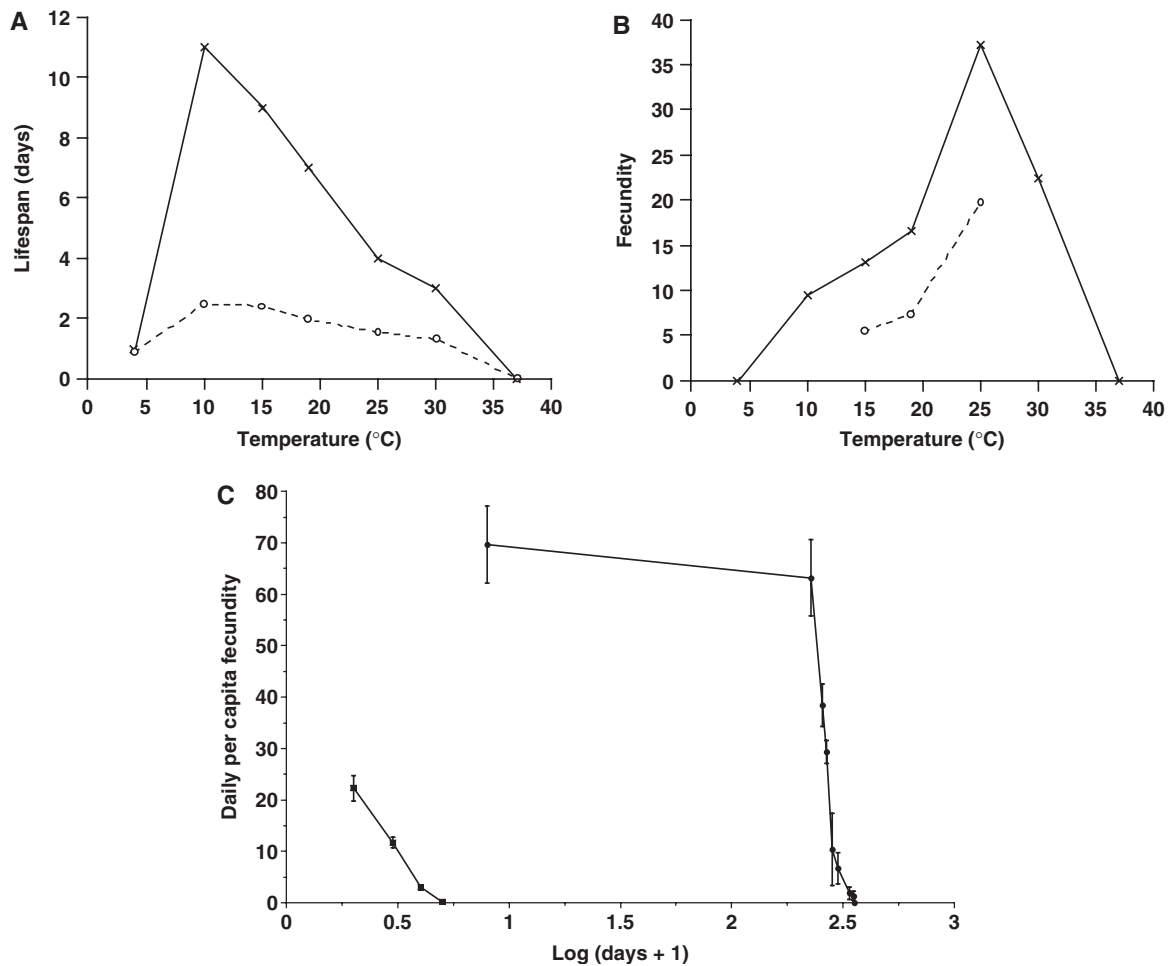 A
12
10
8
6
4
2
0
Lifespan (days)
0 5 10 15 20 25 30 35 40
Temperature (°C)
B
40
35
30
25
20
15
10
5
0
Fecundity
0 5 10 15 20 25 30 35 40
Temperature (°C)
C
80
70
60
50
40
30
20
10
0
Daily per capita fecundity
0 0.5 1 1.5 2 2.5 3
Log (days + 1)